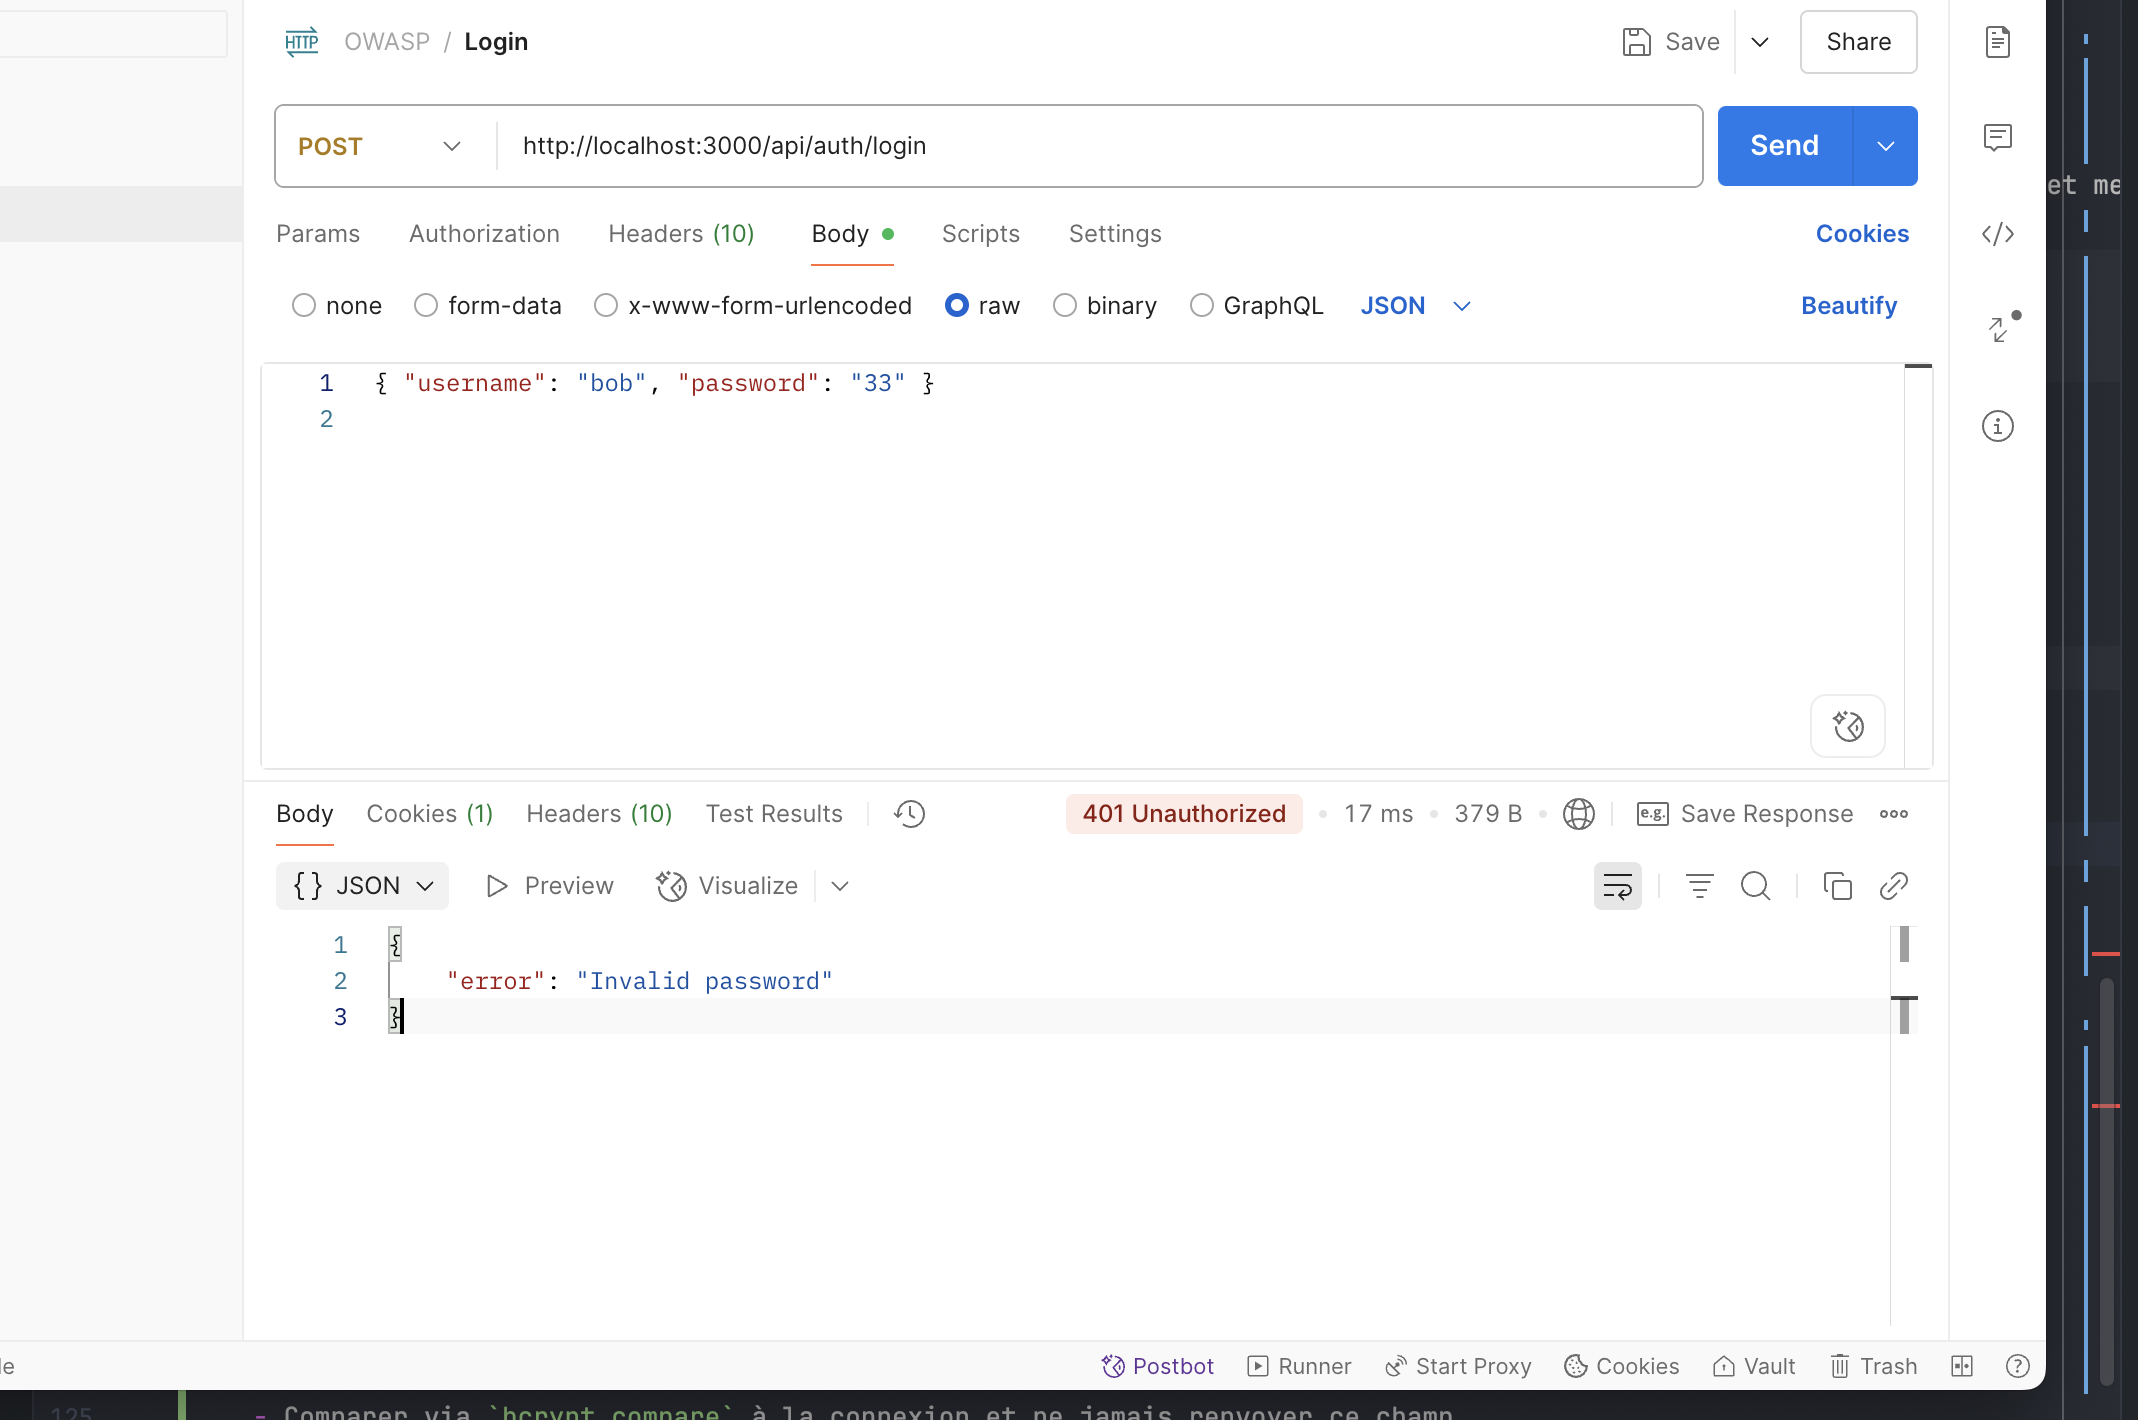 HTTP OWASP / Login Save Share
POST http://localhost:3000/api/auth/login Send
et me
Params Authorization Headers (10) Body Scripts Settings Cookies
none form-data x-www-form-urlencoded raw binary GraphQL JSON Beautify
1 { "username": "bob", "password": "33" }
2
Body Cookies (1) Headers (10) Test Results 401 Unauthorized 17 ms 379 B e.g. Save Response
{ } JSON Preview Visualize
1 {
2 "error": "Invalid password"
3 }
Postbot Runner Start Proxy Cookies Vault Trash
125 - Comparer via `bcrypt.compare` à la connexion et ne jamais renvoyer ce champ